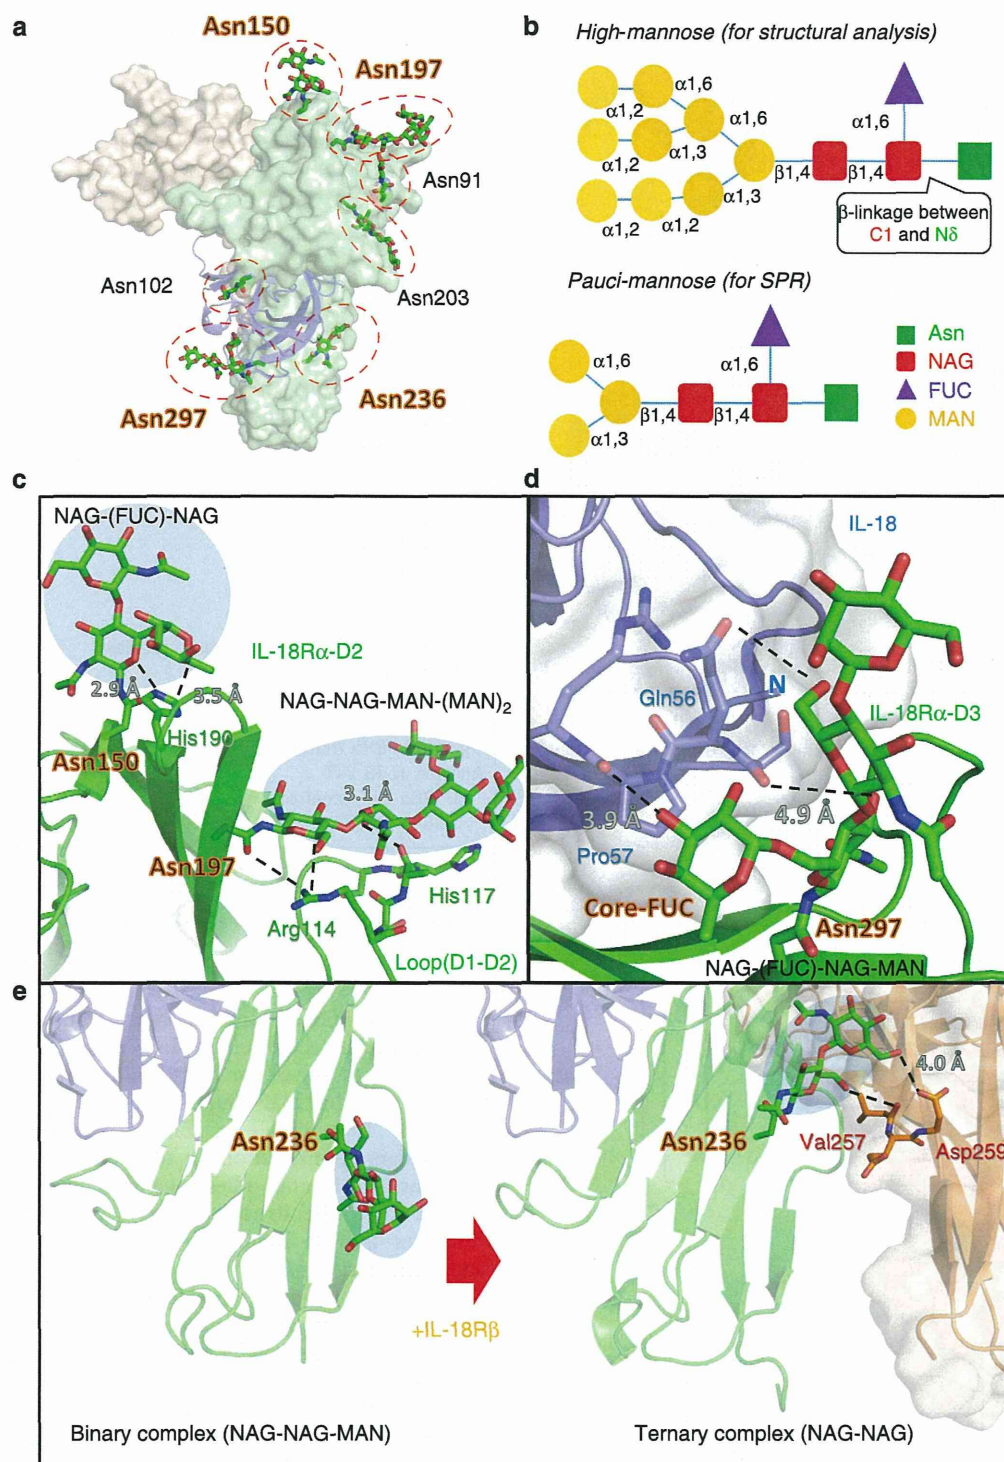 a
Asn150
Asn197
Asn91
Asn102
Asn203
Asn297
Asn236
b
High-mannose (for structural analysis)
α1,6
α1,2
α1,6
α1,6
α1,2
α1,3
β1,4
β1,4
α1,3
α1,2
α1,2
β-linkage between
C1 and Nδ
Pauci-mannose (for SPR)
α1,6
α1,6
β1,4
β1,4
α1,3
Asn
NAG
FUC
MAN
c
NAG-(FUC)-NAG
IL-18Rα-D2
2.9 Å
3.5 Å
His190
NAG-NAG-MAN-(MAN)2
Asn150
3.1 Å
Asn197
His117
Arg114
Loop(D1-D2)
d
IL-18
Gln56
N
IL-18Rα-D3
3.9 Å
4.9 Å
Pro57
Core-FUC
Asn297
NAG-(FUC)-NAG-MAN
e
4.0 Å
Asn236
Asn236
Val257
Asp259
+IL-18Rβ
Binary complex (NAG-NAG-MAN)
Ternary complex (NAG-NAG)